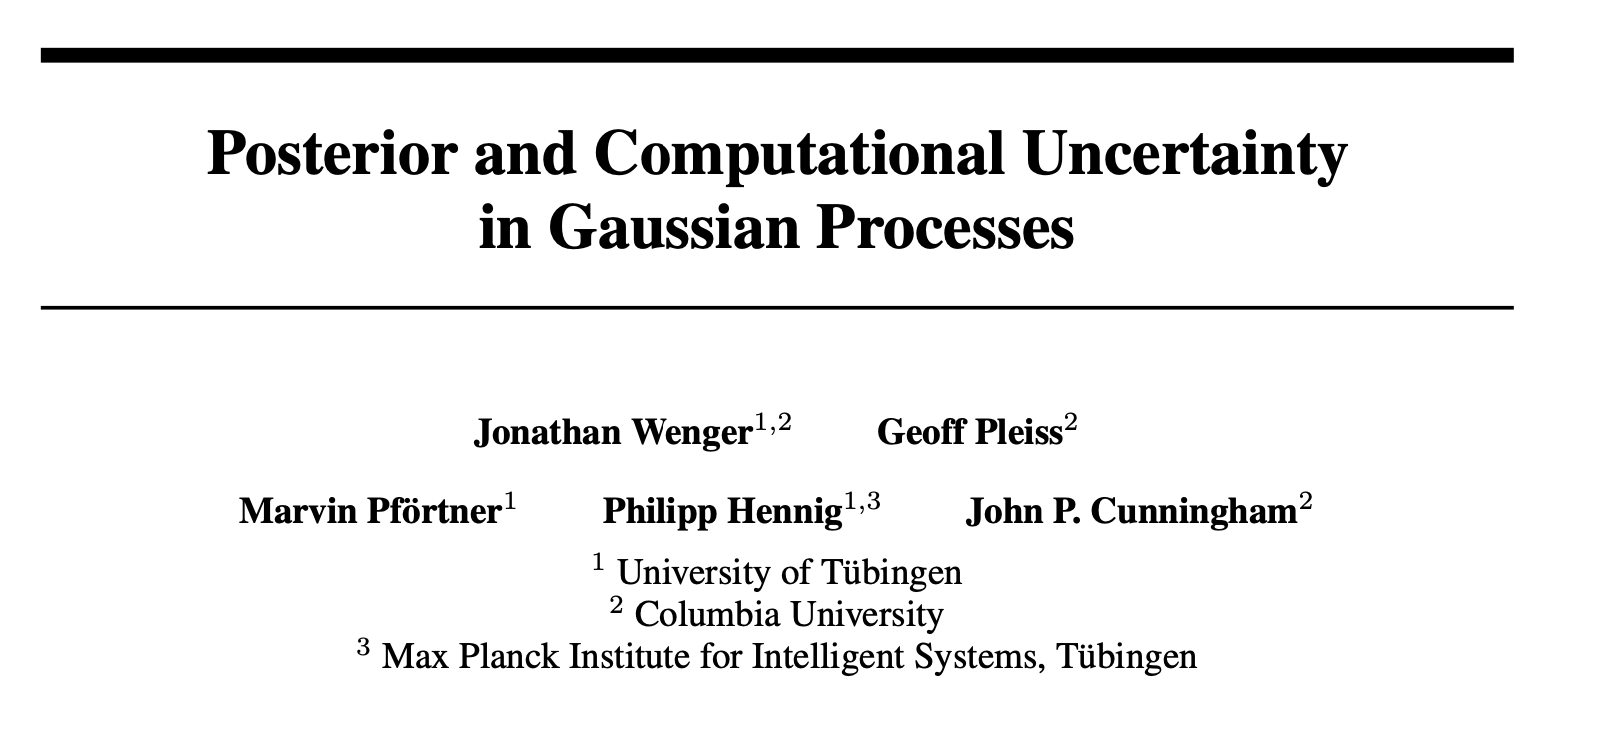 Posterior and Computational Uncertainty
in Gaussian Processes
Jonathan Wenger¹,² Geoff Pleiss²
Marvin Pförtner¹ Philipp Hennig¹,³ John P. Cunningham²
¹ University of Tübingen
² Columbia University
³ Max Planck Institute for Intelligent Systems, Tübingen